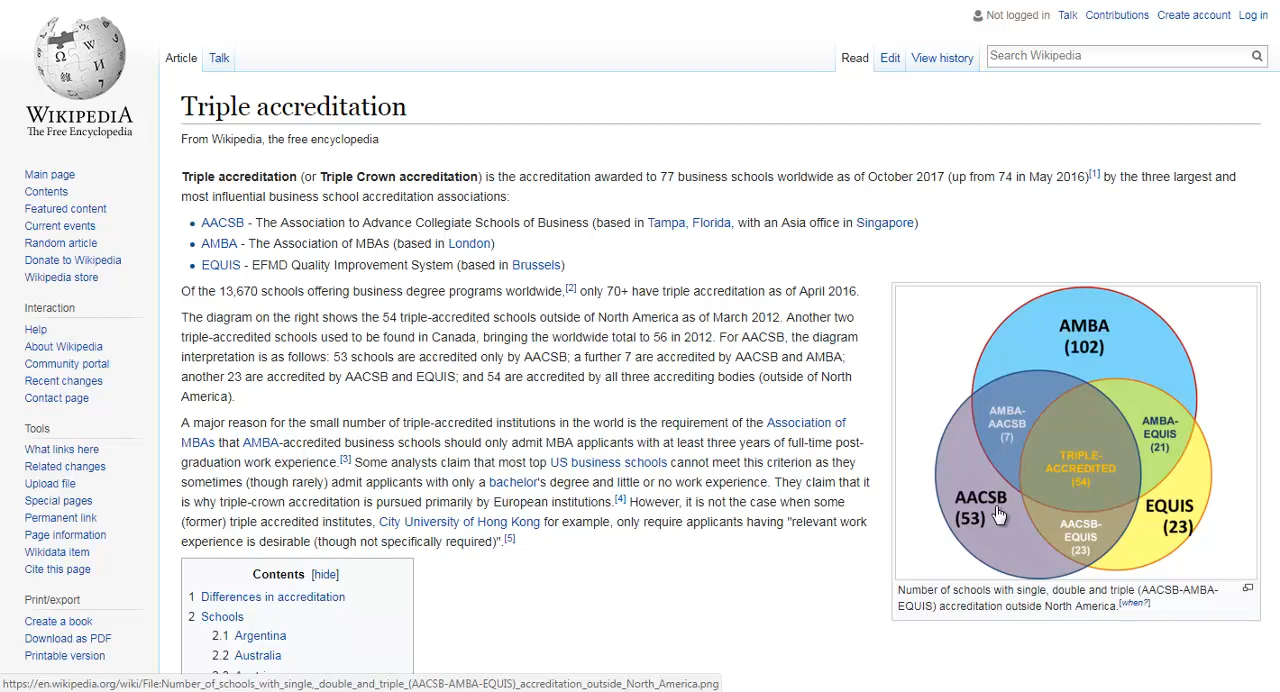 Not logged in Talk Contributions Create account Log in
WIKIPEDIA
The Free Encyclopedia
Article Talk Read Edit View history Search Wikipedia
Triple accreditation
From Wikipedia, the free encyclopedia
Triple accreditation (or Triple Crown accreditation) is the accreditation awarded to 77 business schools worldwide as of October 2017 (up from 74 in May 2016)[1] by the three largest and
most influential business school accreditation associations:
AACSB - The Association to Advance Collegiate Schools of Business (based in Tampa, Florida, with an Asia office in Singapore)
AMBA - The Association of MBAs (based in London)
EQUIS - EFMD Quality Improvement System (based in Brussels)
Of the 13,670 schools offering business degree programs worldwide,[2] only 70+ have triple accreditation as of April 2016.
The diagram on the right shows the 54 triple-accredited schools outside of North America as of March 2012. Another two
triple-accredited schools used to be found in Canada, bringing the worldwide total to 56 in 2012. For AACSB, the diagram
interpretation is as follows: 53 schools are accredited only by AACSB; a further 7 are accredited by AACSB and AMBA;
another 23 are accredited by AACSB and EQUIS; and 54 are accredited by all three accrediting bodies (outside of North
America).
A major reason for the small number of triple-accredited institutions in the world is the requirement of the Association of
MBAs that AMBA-accredited business schools should only admit MBA applicants with at least three years of full-time post-
graduation work experience.[3] Some analysts claim that most top US business schools cannot meet this criterion as they
sometimes (though rarely) admit applicants with only a bachelor's degree and little or no work experience. They claim that it
is why triple-crown accreditation is pursued primarily by European institutions.[4] However, it is not the case when some
(former) triple accredited institutes, City University of Hong Kong for example, only require applicants having "relevant work
experience is desirable (though not specifically required)".[5]
Contents [hide]
1 Differences in accreditation
2 Schools
2.1 Argentina
2.2 Australia
AMBA
(102)
AMBA-
AACSB
(7)
AMBA-
EQUIS
(21)
TRIPLE-
ACCREDITED
(54)
AACSB
(53)
EQUIS
(23)
AACSB-
EQUIS
(23)
Number of schools with single, double and triple (AACSB-AMBA-
EQUIS) accreditation outside North America.[when?]
Main page
Contents
Featured content
Current events
Random article
Donate to Wikipedia
Wikipedia store
Interaction
Help
About Wikipedia
Community portal
Recent changes
Contact page
Tools
What links here
Related changes
Upload file
Special pages
Permanent link
Page information
Wikidata item
Cite this page
Print/export
Create a book
Download as PDF
Printable version
https://en.wikipedia.org/wiki/File:Number_of_schools_with_single,_double_and_triple_(AACSB-AMBA-EQUIS)_accreditation_outside_North_America.png